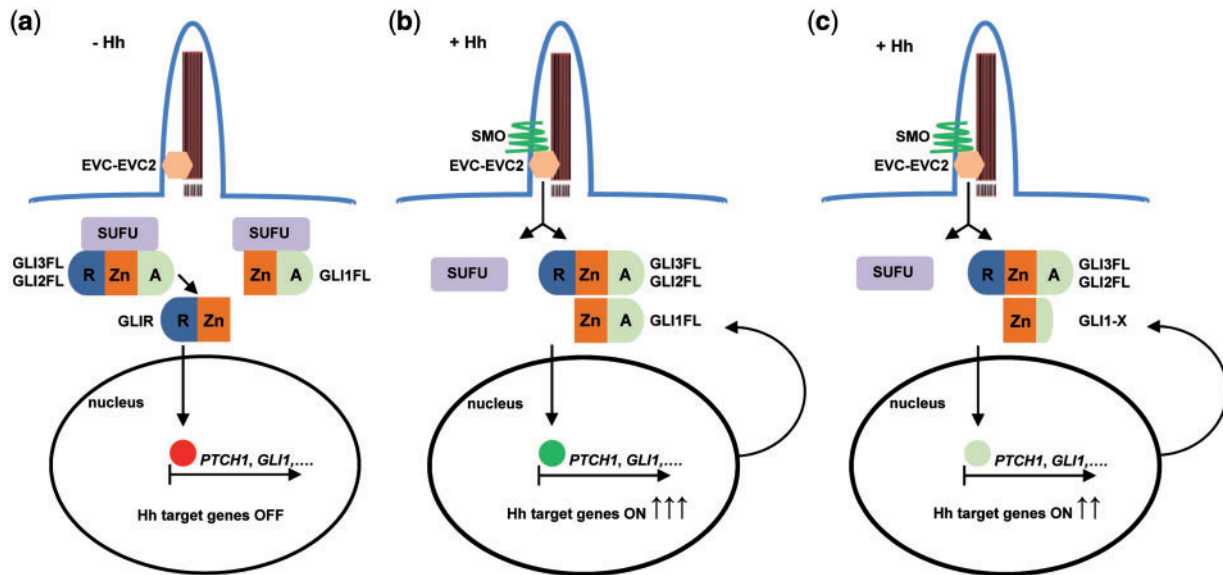 (a)
- Hh
EVC-EVC2
SUFU
SUFU
GLI3FL
GLI2FL
R Zn A
Zn A
GLI1FL
GLIR
R Zn
nucleus
PTCH1, GLI1,....
Hh target genes OFF
(b)
+ Hh
SMO
EVC-EVC2
SUFU
R Zn A
GLI3FL
GLI2FL
Zn A
GLI1FL
nucleus
PTCH1, GLI1,....
Hh target genes ON ↑↑↑
(c)
+ Hh
SMO
EVC-EVC2
SUFU
R Zn A
GLI3FL
GLI2FL
Zn
GLI1-X
nucleus
PTCH1, GLI1,....
Hh target genes ON ↑↑